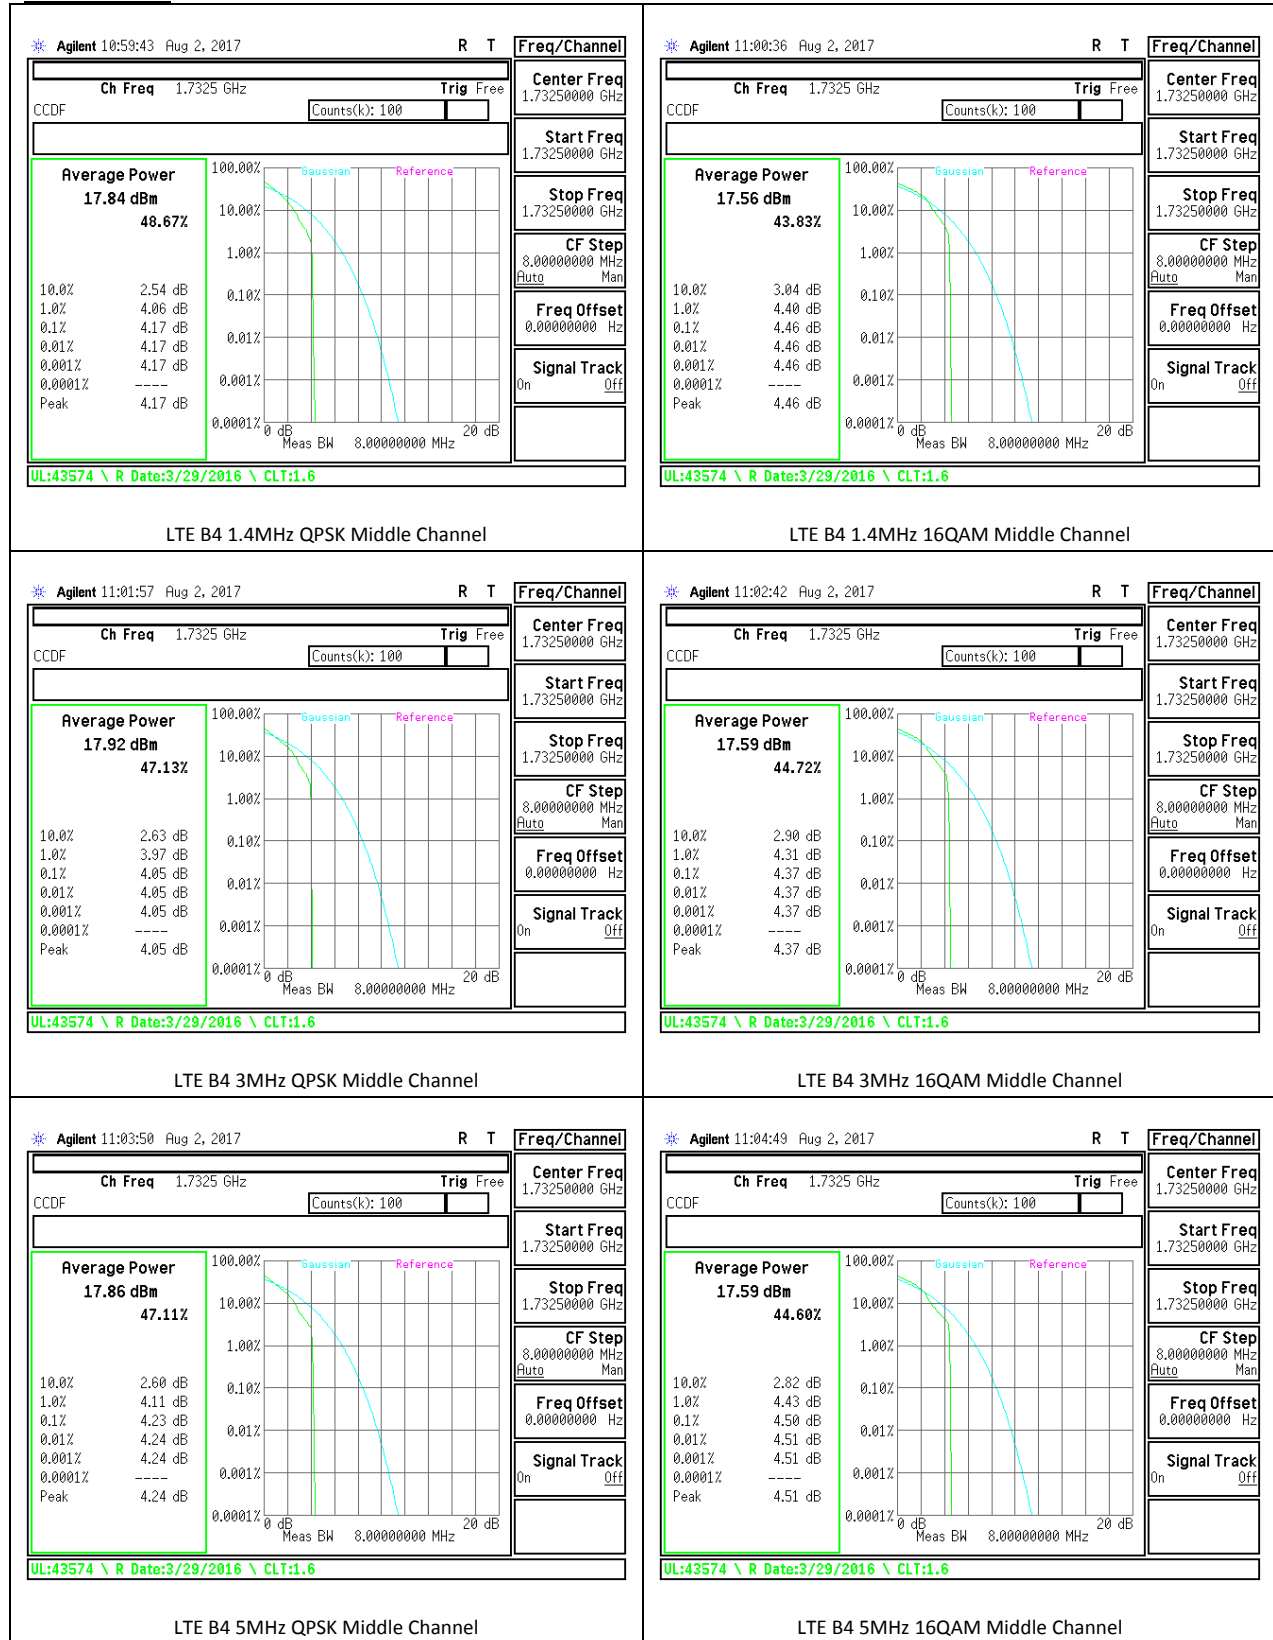 Agilent 10:59:43 Aug 2, 2017 R T Freq/Channel
Ch Freq 1.7325 GHz Trig Free
CCDF Counts(k): 100
Average Power
17.84 dBm
48.67%
10.0% 2.54 dB
1.0% 4.06 dB
0.1% 4.17 dB
0.01% 4.17 dB
0.001% 4.17 dB
0.0001% ----
Peak 4.17 dB
100.00%
Gaussian Reference
10.00%
1.00%
0.10%
0.01%
0.001%
0.0001%
0 dB 20 dB
Meas BW 8.00000000 MHz
Center Freq
1.73250000 GHz
Start Freq
1.73250000 GHz
Stop Freq
1.73250000 GHz
CF Step
8.00000000 MHz
Auto Man
Freq Offset
0.00000000 Hz
Signal Track
On Off
UL:43574 \ R Date:3/29/2016 \ CLT:1.6
LTE B4 1.4MHz QPSK Middle Channel
Agilent 11:00:36 Aug 2, 2017 R T Freq/Channel
Ch Freq 1.7325 GHz Trig Free
CCDF Counts(k): 100
Average Power
17.56 dBm
43.83%
10.0% 3.04 dB
1.0% 4.40 dB
0.1% 4.46 dB
0.01% 4.46 dB
0.001% 4.46 dB
0.0001% ----
Peak 4.46 dB
100.00%
Gaussian Reference
10.00%
1.00%
0.10%
0.01%
0.001%
0.0001%
0 dB 20 dB
Meas BW 8.00000000 MHz
Center Freq
1.73250000 GHz
Start Freq
1.73250000 GHz
Stop Freq
1.73250000 GHz
CF Step
8.00000000 MHz
Auto Man
Freq Offset
0.00000000 Hz
Signal Track
On Off
UL:43574 \ R Date:3/29/2016 \ CLT:1.6
LTE B4 1.4MHz 16QAM Middle Channel
Agilent 11:01:57 Aug 2, 2017 R T Freq/Channel
Ch Freq 1.7325 GHz Trig Free
CCDF Counts(k): 100
Average Power
17.92 dBm
47.13%
10.0% 2.63 dB
1.0% 3.97 dB
0.1% 4.05 dB
0.01% 4.05 dB
0.001% 4.05 dB
0.0001% ----
Peak 4.05 dB
100.00%
Gaussian Reference
10.00%
1.00%
0.10%
0.01%
0.001%
0.0001%
0 dB 20 dB
Meas BW 8.00000000 MHz
Center Freq
1.73250000 GHz
Start Freq
1.73250000 GHz
Stop Freq
1.73250000 GHz
CF Step
8.00000000 MHz
Auto Man
Freq Offset
0.00000000 Hz
Signal Track
On Off
UL:43574 \ R Date:3/29/2016 \ CLT:1.6
LTE B4 3MHz QPSK Middle Channel
Agilent 11:02:42 Aug 2, 2017 R T Freq/Channel
Ch Freq 1.7325 GHz Trig Free
CCDF Counts(k): 100
Average Power
17.59 dBm
44.72%
10.0% 2.90 dB
1.0% 4.31 dB
0.1% 4.37 dB
0.01% 4.37 dB
0.001% 4.37 dB
0.0001% ----
Peak 4.37 dB
100.00%
Gaussian Reference
10.00%
1.00%
0.10%
0.01%
0.001%
0.0001%
0 dB 20 dB
Meas BW 8.00000000 MHz
Center Freq
1.73250000 GHz
Start Freq
1.73250000 GHz
Stop Freq
1.73250000 GHz
CF Step
8.00000000 MHz
Auto Man
Freq Offset
0.00000000 Hz
Signal Track
On Off
UL:43574 \ R Date:3/29/2016 \ CLT:1.6
LTE B4 3MHz 16QAM Middle Channel
Agilent 11:03:50 Aug 2, 2017 R T Freq/Channel
Ch Freq 1.7325 GHz Trig Free
CCDF Counts(k): 100
Average Power
17.86 dBm
47.11%
10.0% 2.60 dB
1.0% 4.11 dB
0.1% 4.23 dB
0.01% 4.24 dB
0.001% 4.24 dB
0.0001% ----
Peak 4.24 dB
100.00%
Gaussian Reference
10.00%
1.00%
0.10%
0.01%
0.001%
0.0001%
0 dB 20 dB
Meas BW 8.00000000 MHz
Center Freq
1.73250000 GHz
Start Freq
1.73250000 GHz
Stop Freq
1.73250000 GHz
CF Step
8.00000000 MHz
Auto Man
Freq Offset
0.00000000 Hz
Signal Track
On Off
UL:43574 \ R Date:3/29/2016 \ CLT:1.6
LTE B4 5MHz QPSK Middle Channel
Agilent 11:04:49 Aug 2, 2017 R T Freq/Channel
Ch Freq 1.7325 GHz Trig Free
CCDF Counts(k): 100
Average Power
17.59 dBm
44.60%
10.0% 2.82 dB
1.0% 4.43 dB
0.1% 4.50 dB
0.01% 4.51 dB
0.001% 4.51 dB
0.0001% ----
Peak 4.51 dB
100.00%
Gaussian Reference
10.00%
1.00%
0.10%
0.01%
0.001%
0.0001%
0 dB 20 dB
Meas BW 8.00000000 MHz
Center Freq
1.73250000 GHz
Start Freq
1.73250000 GHz
Stop Freq
1.73250000 GHz
CF Step
8.00000000 MHz
Auto Man
Freq Offset
0.00000000 Hz
Signal Track
On Off
UL:43574 \ R Date:3/29/2016 \ CLT:1.6
LTE B4 5MHz 16QAM Middle Channel